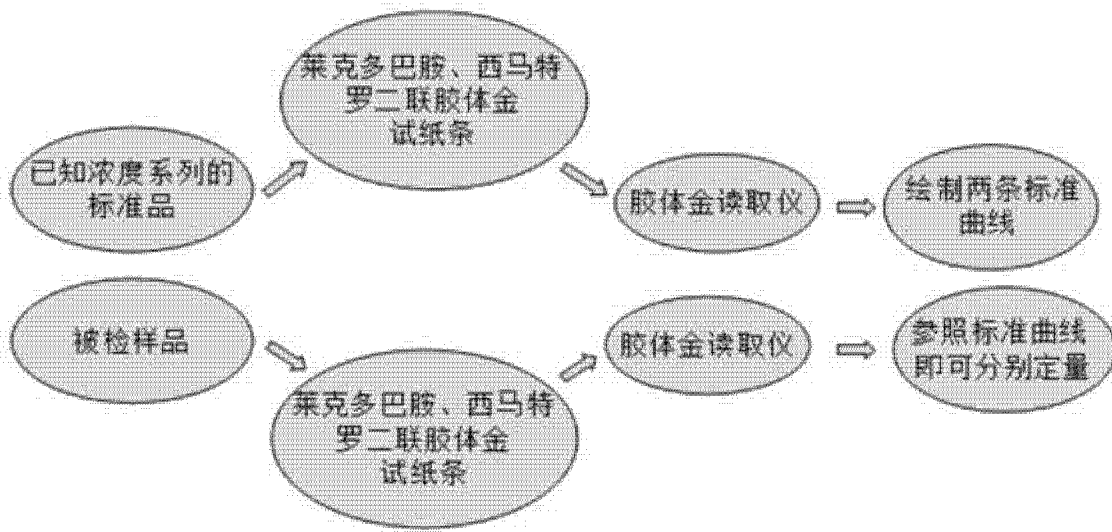 已知浓度系列的
标准品
莱克多巴胺、西马特
罗二联胶体金
试纸条
胶体金读取仪
绘制两条标准
曲线
被检样品
莱克多巴胺、西马特
罗二联胶体金
试纸条
胶体金读取仪
参照标准曲线
即可分别定量